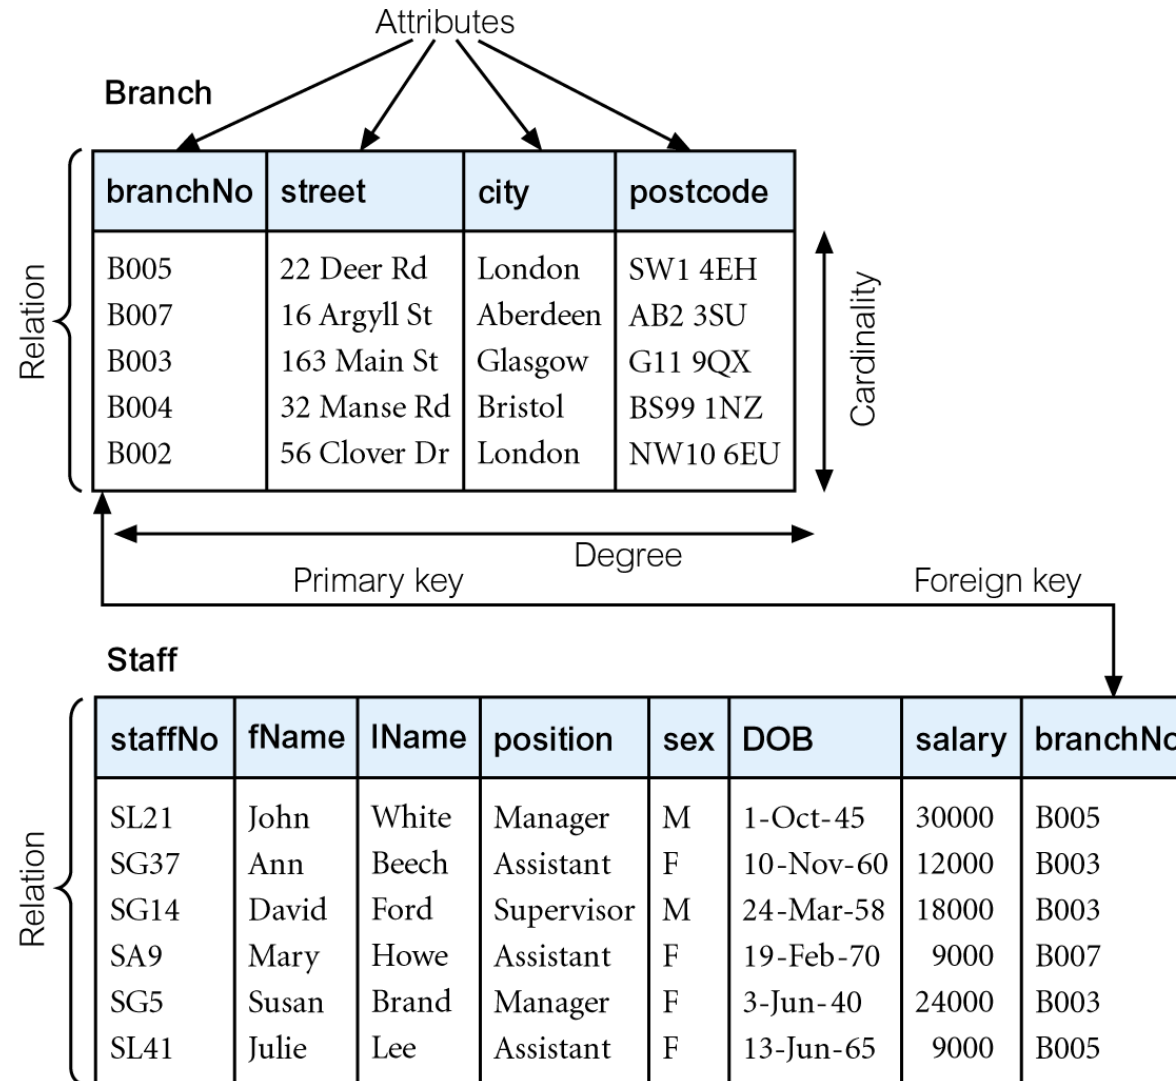 Attributes
Branch
branchNo street city postcode
B005 22 Deer Rd London SW1 4EH
B007 16 Argyll St Aberdeen AB2 3SU
B003 163 Main St Glasgow G11 9QX
B004 32 Manse Rd Bristol BS99 1NZ
B002 56 Clover Dr London NW10 6EU
Relation
Cardinality
Degree
Primary key Foreign key
Staff
staffNo fName lName position sex DOB salary branchNo
SL21 John White Manager M 1-Oct-45 30000 B005
SG37 Ann Beech Assistant F 10-Nov-60 12000 B003
SG14 David Ford Supervisor M 24-Mar-58 18000 B003
SA9 Mary Howe Assistant F 19-Feb-70 9000 B007
SG5 Susan Brand Manager F 3-Jun-40 24000 B003
SL41 Julie Lee Assistant F 13-Jun-65 9000 B005
Relation